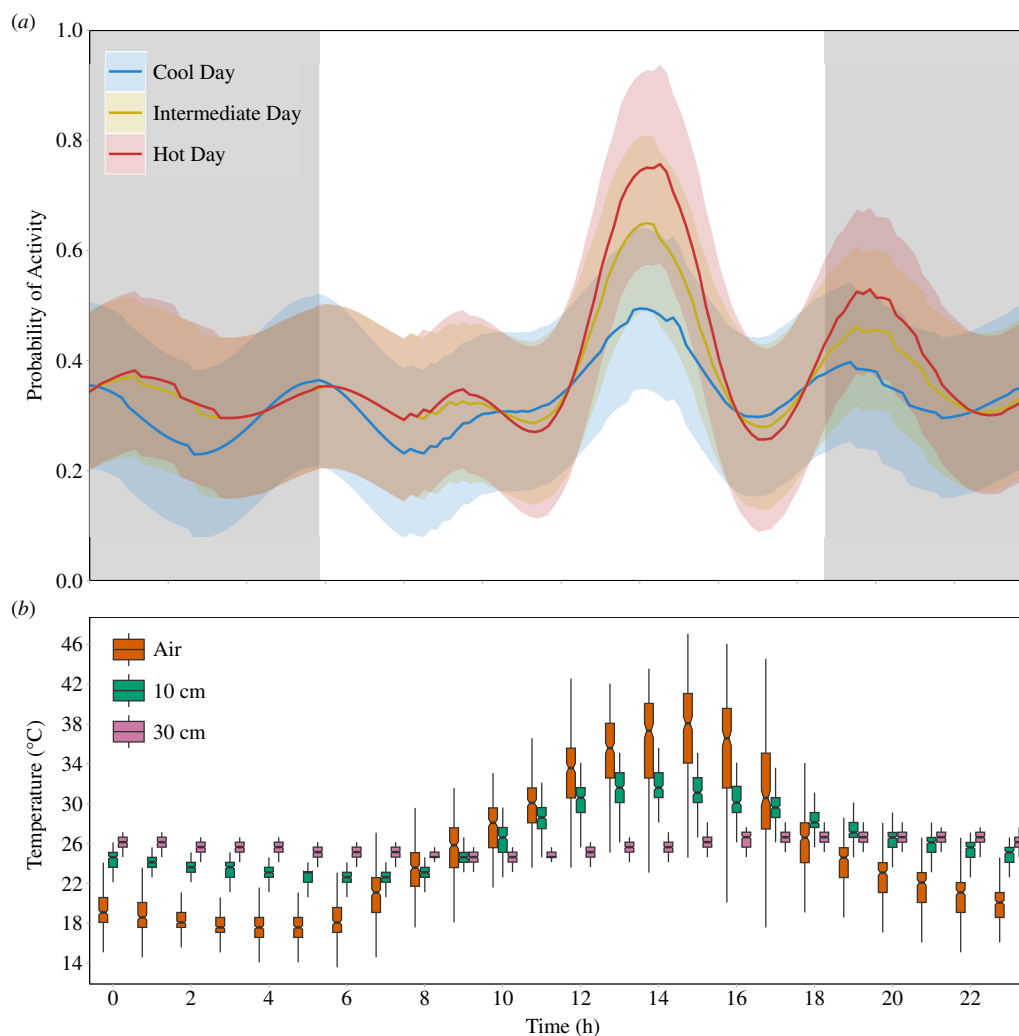 (a)
1.0
Cool Day
Intermediate Day
Hot Day
0.8
0.6
0.4
0.2
0.0
Probability of Activity
(b)
Air
10 cm
30 cm
46
42
38
34
30
26
22
18
14
Temperature (°C)
0 2 4 6 8 10 12 14 16 18 20 22
Time (h)